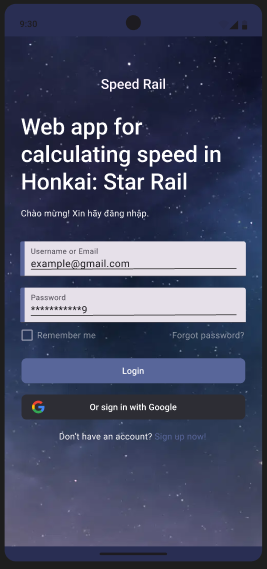 9:30
Speed Rail
Web app for
calculating speed in
Honkai: Star Rail
Chào mừng! Xin hãy đăng nhập.
Username or Email
example@gmail.com
Password
***********9
Remember me
Forgot password?
Login
Or sign in with Google
Don't have an account? Sign up now!